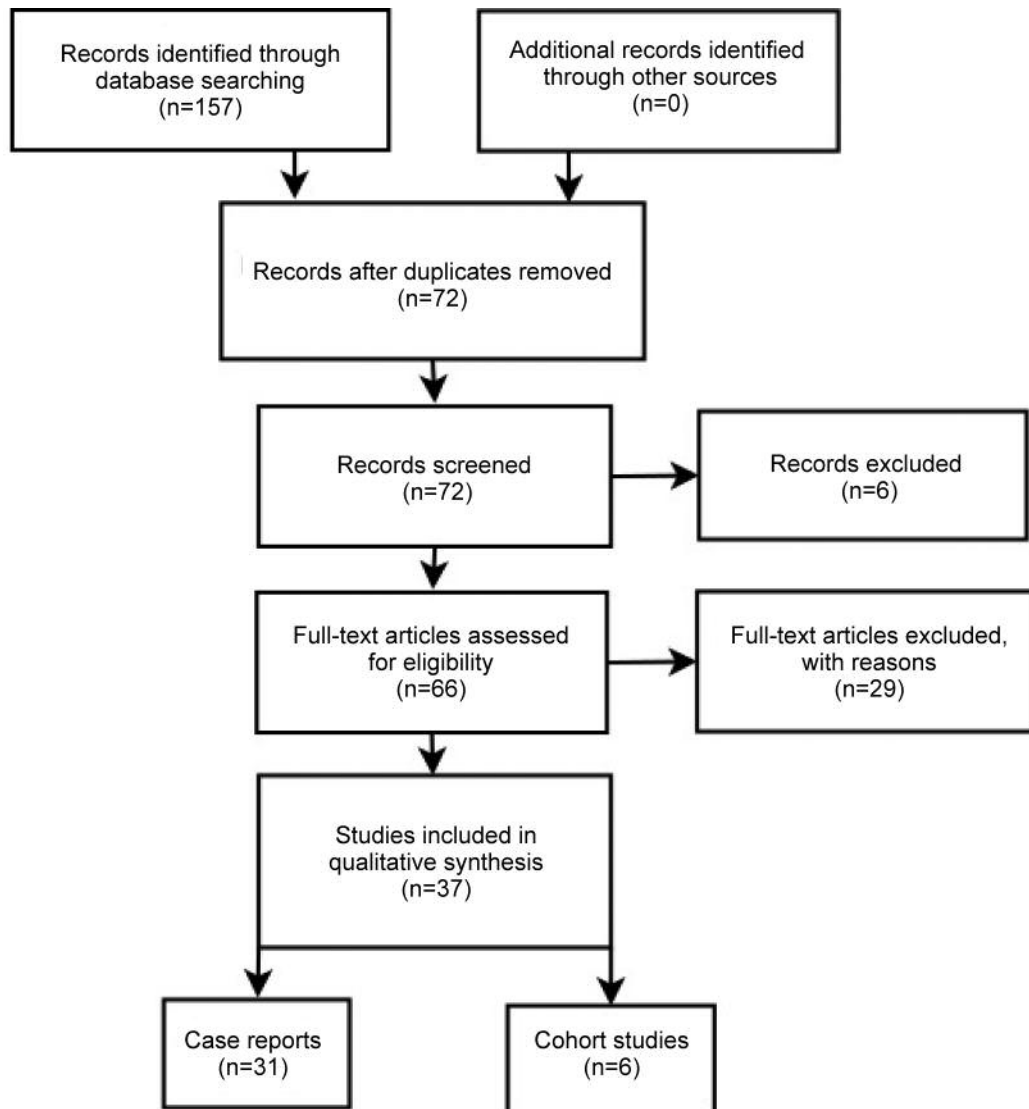 Records identified through
database searching
(n=157)
Additional records identified
through other sources
(n=0)
Records after duplicates removed
(n=72)
Records screened
(n=72)
Records excluded
(n=6)
Full-text articles assessed
for eligibility
(n=66)
Full-text articles excluded,
with reasons
(n=29)
Studies included in
qualitative synthesis
(n=37)
Case reports
(n=31)
Cohort studies
(n=6)